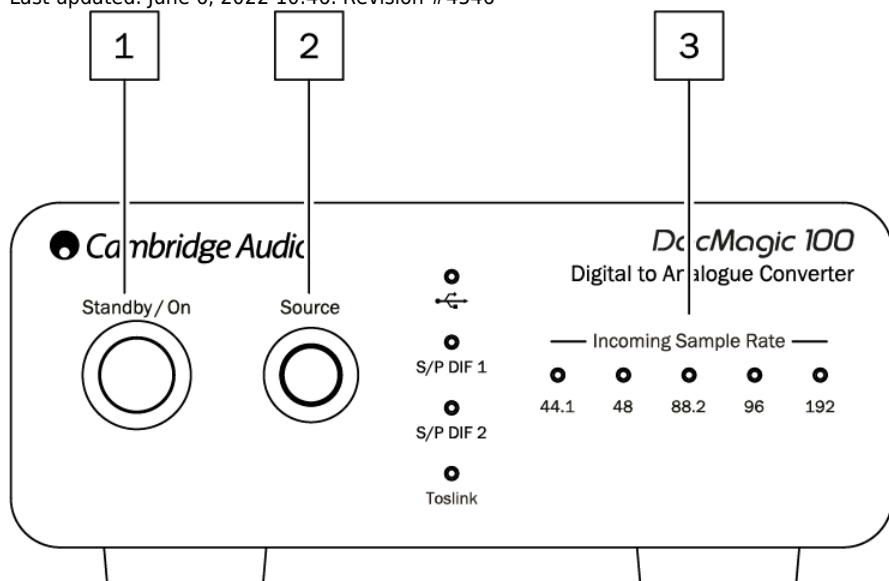 Last updated: June 6, 2022 10:40. Revision #4346
1
2
3
Cambridge Audio
DacMagic 100
Digital to Analogue Converter
Standby / On
Source
S/P DIF 1
S/P DIF 2
Toslink
Incoming Sample Rate
44.1 48 88.2 96 192